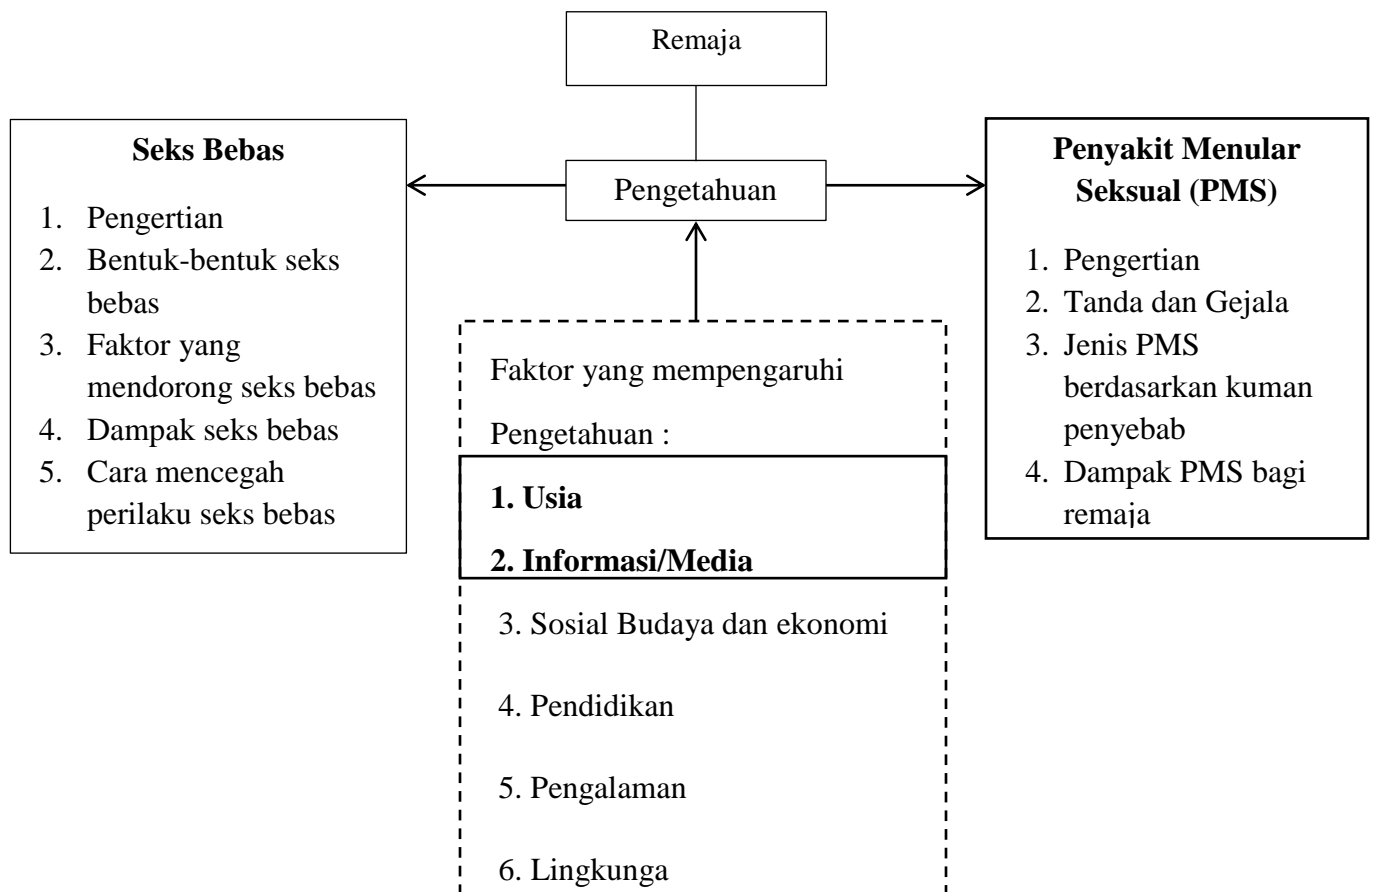 Remaja
Seks Bebas
1. Pengertian
2. Bentuk-bentuk seks
bebas
3. Faktor yang
mendorong seks bebas
4. Dampak seks bebas
5. Cara mencegah
perilaku seks bebas
Pengetahuan
Penyakit Menular
Seksual (PMS)
1. Pengertian
2. Tanda dan Gejala
3. Jenis PMS
berdasarkan kuman
penyebab
4. Dampak PMS bagi
remaja
Faktor yang mempengaruhi
Pengetahuan :
1. Usia
2. Informasi/Media
3. Sosial Budaya dan ekonomi
4. Pendidikan
5. Pengalaman
6. Lingkunga